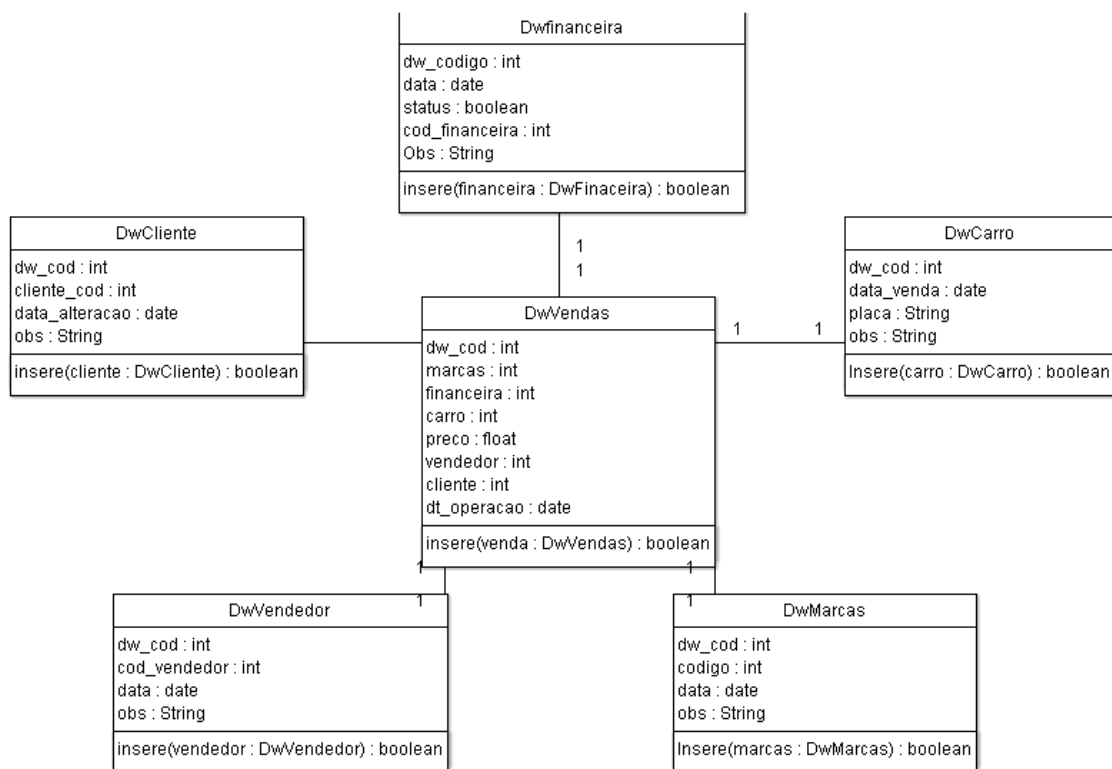 Dwfinanceira
dw_codigo : int
data : date
status : boolean
cod_financeira : int
Obs : String
insere(financeira : DwFinaceira) : boolean
1
1
DwCliente
dw_cod : int
cliente_cod : int
data_alteracao : date
obs : String
insere(cliente : DwCliente) : boolean
DwVendas
dw_cod : int
marcas : int
financeira : int
carro : int
preco : float
vendedor : int
cliente : int
dt_operacao : date
insere(venda : DwVendas) : boolean
1
1
DwCarro
dw_cod : int
data_venda : date
placa : String
obs : String
Insere(carro : DwCarro) : boolean
1
1
DwVendedor
dw_cod : int
cod_vendedor : int
data : date
obs : String
insere(vendedor : DwVendedor) : boolean
1
1
DwMarcas
dw_cod : int
codigo : int
data : date
obs : String
Insere(marcas : DwMarcas) : boolean